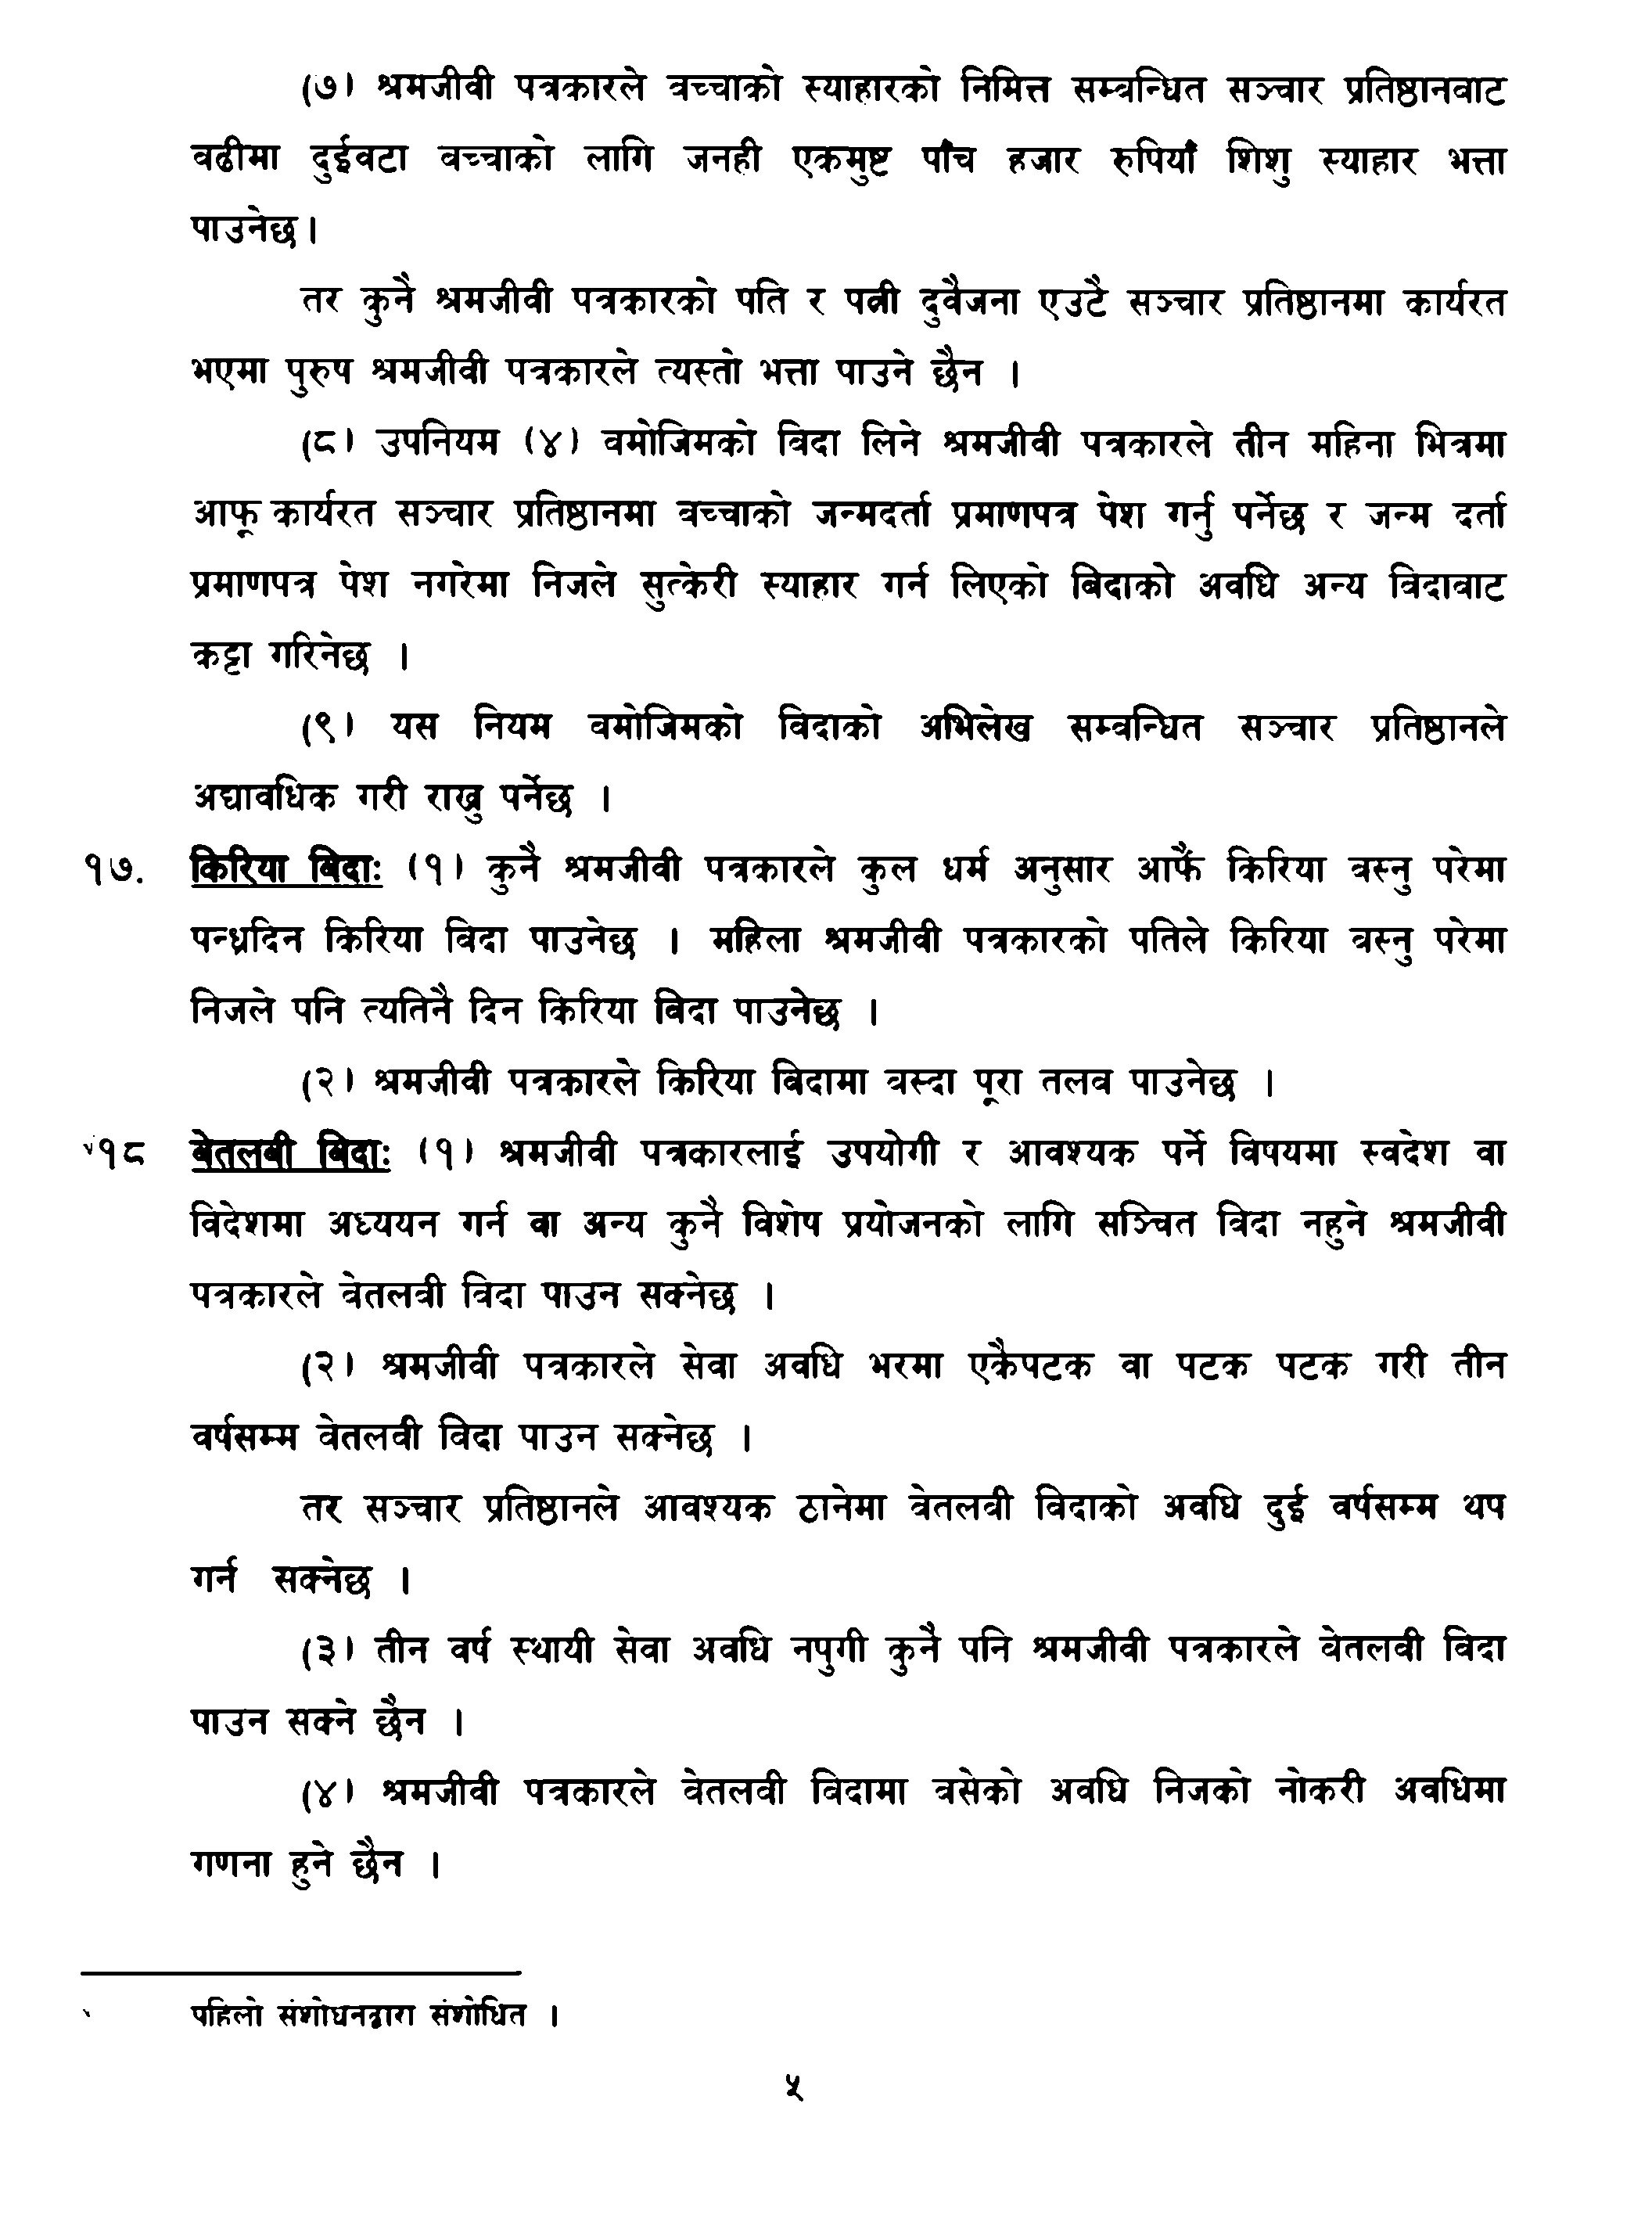 (७) श्रमजीवी पत्रकारले बच्चाको स्याहारको निमित्त सम्बन्धित सञ्चार प्रतिष्ठानबाट
बढीमा दुईवटा बच्चाको लागि जनही एकमुष्ट पाँच हजार रुपियाँ शिशु स्याहार भत्ता
पाउनेछ।
तर कुनै श्रमजीवी पत्रकारको पति र पत्नी दुवैजना एउटै सञ्चार प्रतिष्ठानमा कार्यरत
भएमा पुरुष श्रमजीवी पत्रकारले त्यस्तो भत्ता पाउने छैन ।
(८) उपनियम (४) बमोजिमको बिदा लिने श्रमजीवी पत्रकारले तीन महिना भित्रमा
आफू कार्यरत सञ्चार प्रतिष्ठानमा बच्चाको जन्मदर्ता प्रमाणपत्र पेश गर्नु पर्नेछ र जन्म दर्ता
प्रमाणपत्र पेश नगरेमा निजले सुत्केरी स्याहार गर्न लिएको बिदाको अवधि अन्य बिदाबाट
कट्टा गरिनेछ ।
(९) यस नियम बमोजिमको बिदाको अभिलेख सम्बन्धित सञ्चार प्रतिष्ठानले
अद्यावधिक गरी राख्नु पर्नेछ ।
१७. किरिया बिदाः (१) कुनै श्रमजीवी पत्रकारले कुल धर्म अनुसार आफैं किरिया बस्नु परेमा
पन्ध्रदिन किरिया बिदा पाउनेछ । महिला श्रमजीवी पत्रकारको पतिले किरिया बस्नु परेमा
निजले पनि त्यतिनै दिन किरिया बिदा पाउनेछ ।
(२) श्रमजीवी पत्रकारले किरिया बिदामा बस्दा पूरा तलब पाउनेछ ।
१८ बेतलबी बिदाः (१) श्रमजीवी पत्रकारलाई उपयोगी र आवश्यक पर्ने विषयमा स्वदेश वा
विदेशमा अध्ययन गर्न वा अन्य कुनै विशेष प्रयोजनको लागि सञ्चित बिदा नहुने श्रमजीवी
पत्रकारले बेतलबी बिदा पाउन सक्नेछ ।
(२) श्रमजीवी पत्रकारले सेवा अवधि भरमा एकैपटक वा पटक पटक गरी तीन
वर्षसम्म बेतलबी बिदा पाउन सक्नेछ ।
तर सञ्चार प्रतिष्ठानले आवश्यक ठानेमा बेतलबी बिदाको अवधि दुई वर्षसम्म थप
गर्न सक्नेछ ।
(३) तीन वर्ष स्थायी सेवा अवधि नपुगी कुनै पनि श्रमजीवी पत्रकारले बेतलबी बिदा
पाउन सक्ने छैन ।
(४) श्रमजीवी पत्रकारले बेतलबी बिदामा बसेको अवधि निजको नोकरी अवधिमा
गणना हुने छैन ।
पहिलो संशोधनद्वारा संशोधित ।
५